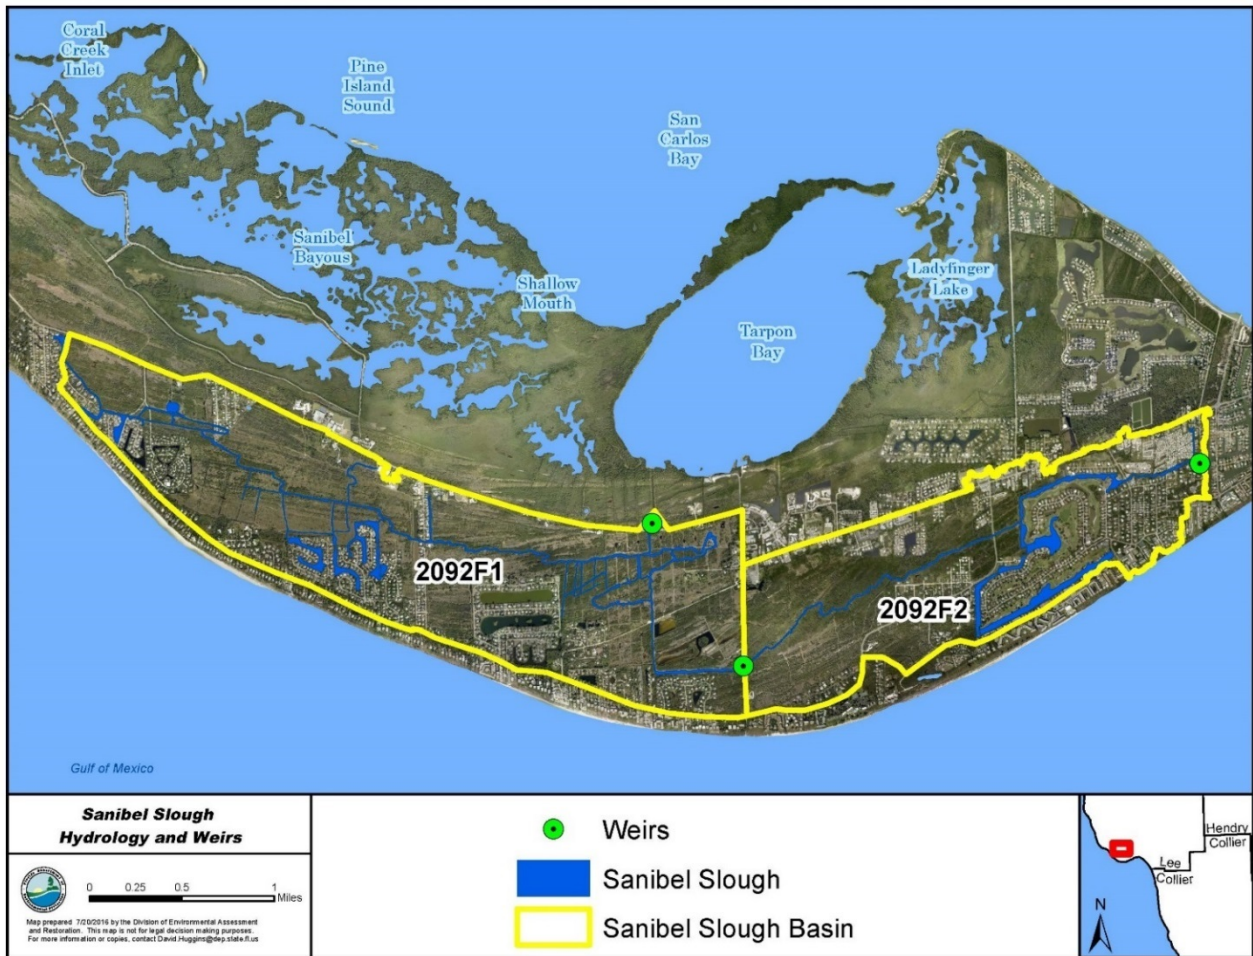 Coral
Creek
Inlet
Pine
Island
Sound
San
Carlos
Bay
Sanibel
Bayous
Shallow
Mouth
Ladyfinger
Lake
Tarpon
Bay
2092F1
2092F2
Gulf of Mexico
Sanibel Slough
Hydrology and Weirs
0 0.25 0.5 1
Miles
Map prepared 7/20/2016 by the Division of Environmental Assessment
and Restoration. This map is not for legal decision making purposes.
For more information or copies, contact David.Huggins@dep.state.fl.us
Weirs
Sanibel Slough
Sanibel Slough Basin
Hendry
Collier
Lee
Collier
N